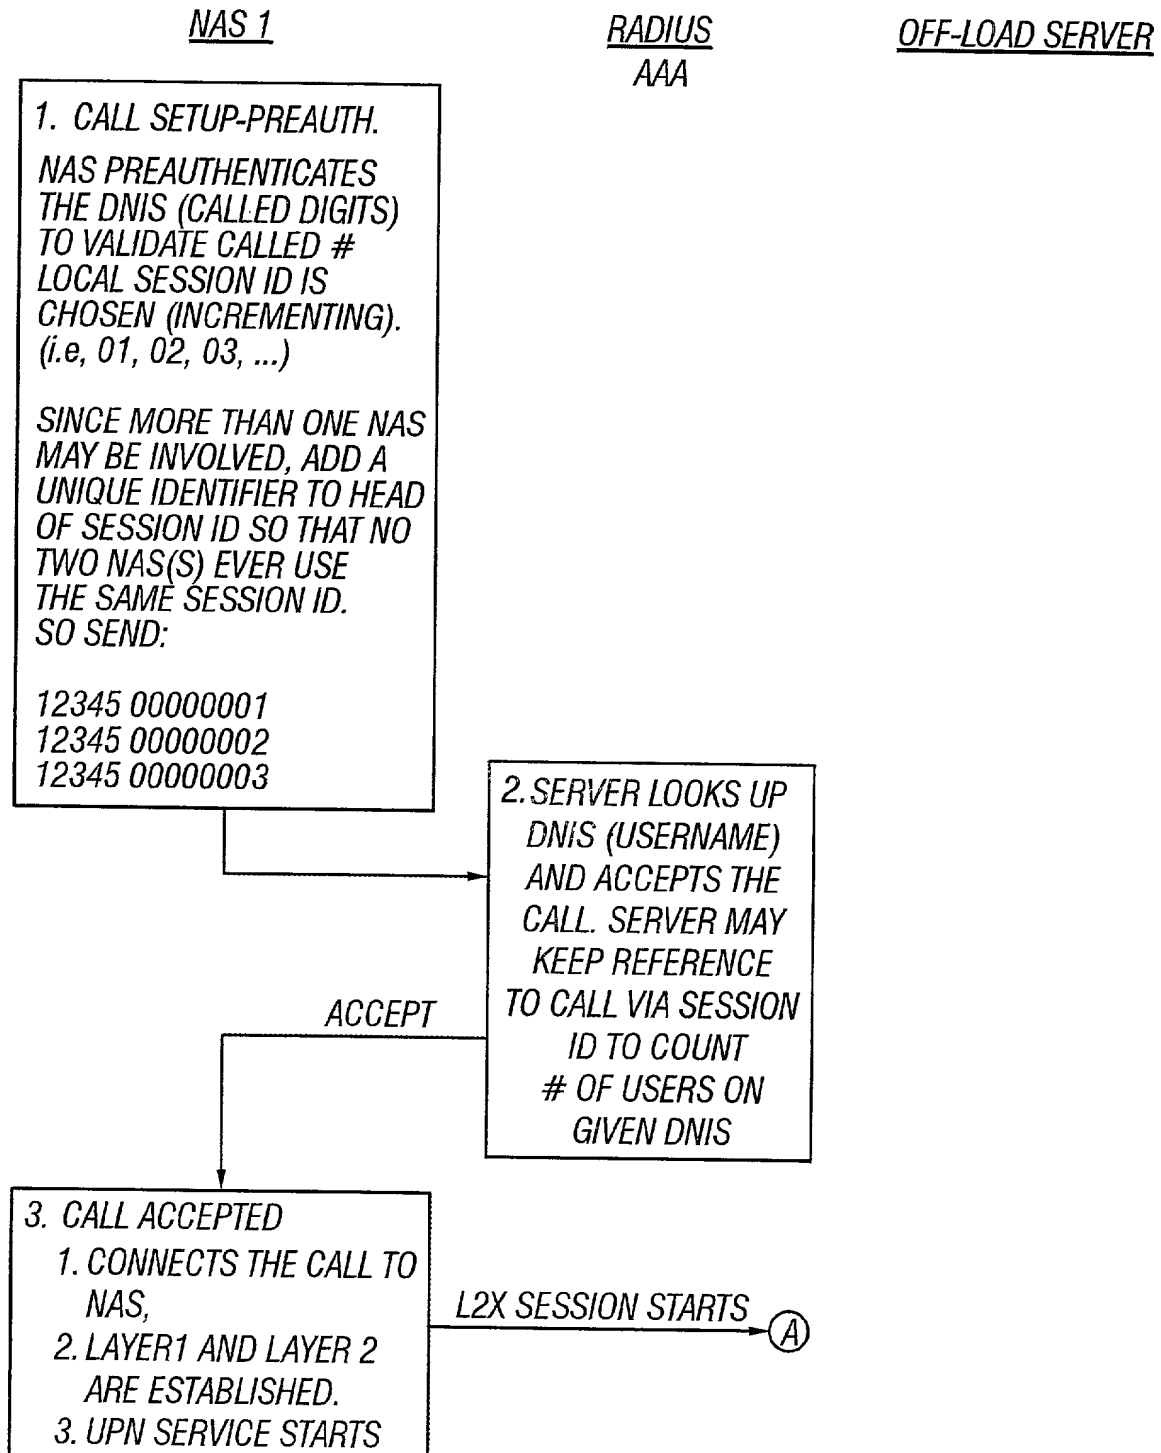 NAS 1
RADIUS
AAA
OFF-LOAD SERVER
1. CALL SETUP-PREAUTH.
NAS PREAUTHENTICATES
THE DNIS (CALLED DIGITS)
TO VALIDATE CALLED #
LOCAL SESSION ID IS
CHOSEN (INCREMENTING).
(i.e, 01, 02, 03, ...)
SINCE MORE THAN ONE NAS
MAY BE INVOLVED, ADD A
UNIQUE IDENTIFIER TO HEAD
OF SESSION ID SO THAT NO
TWO NAS(S) EVER USE
THE SAME SESSION ID.
SO SEND:
12345 00000001
12345 00000002
12345 00000003
2. SERVER LOOKS UP
DNIS (USERNAME)
AND ACCEPTS THE
CALL. SERVER MAY
KEEP REFERENCE
TO CALL VIA SESSION
ID TO COUNT
# OF USERS ON
GIVEN DNIS
ACCEPT
3. CALL ACCEPTED
1. CONNECTS THE CALL TO
NAS,
2. LAYER1 AND LAYER 2
ARE ESTABLISHED.
3. UPN SERVICE STARTS
L2X SESSION STARTS
A